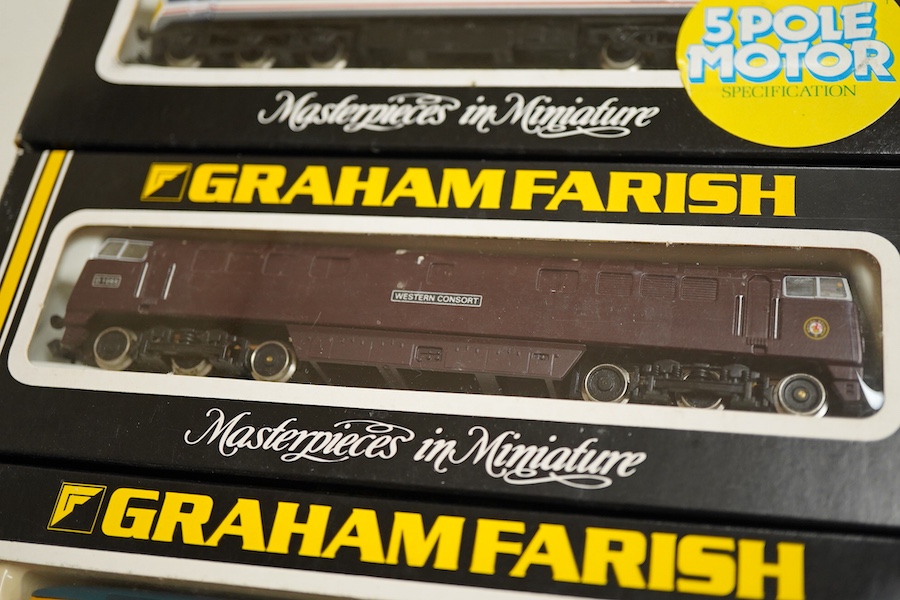 5 POLE
MOTOR
SPECIFICATION
Masterpieces in Miniature
GRAHAM FARISH
WESTERN CONSORT
Masterpieces in Miniature
GRAHAM FARISH